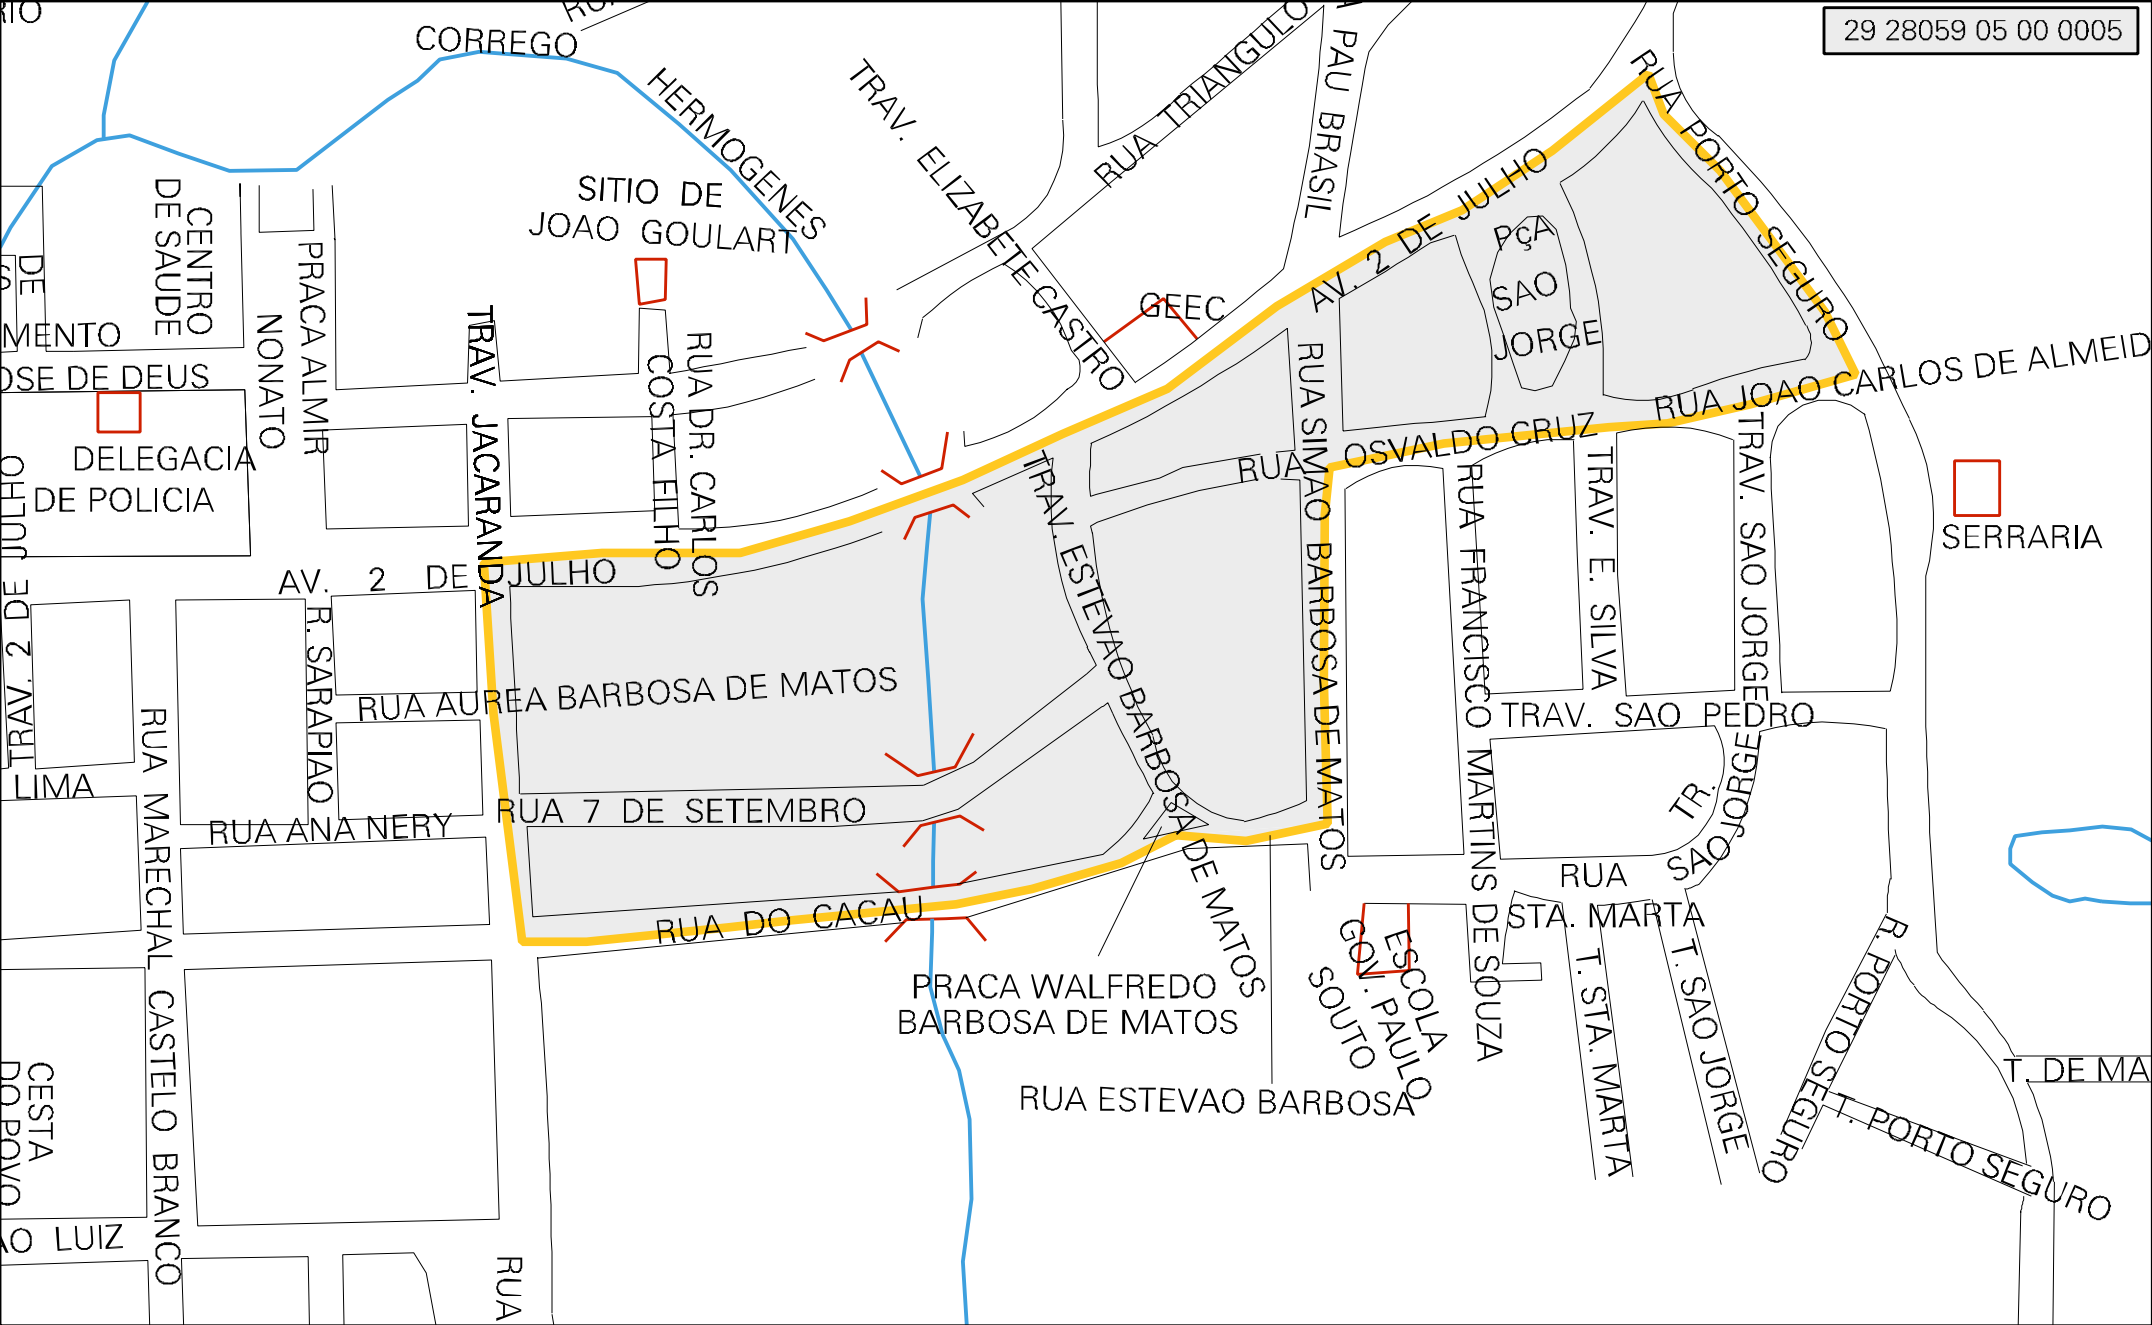 29 28059 05 00 0005
CORREGO
HERMOGENES
TRAV. ELIZABETE CASTRO
RUA TRIANGULO
PAU BRASIL
RUA PORTO SEGURO
SITIO DE
JOAO GOULART
CENTRO
DE SAUDE
PRACA ALMIR
NONATO
DE
MENTO
OSE DE DEUS
DELEGACIA
DE POLICIA
TRAV. JACARANDA
RUA DR. CARLOS
COSTA FILHO
GEEC
AV. 2 DE JULHO
PçA
SAO
JORGE
RUA JOAO CARLOS DE ALMEID
RUA OSVALDO CRUZ
RUA SIMAO BARBOSA DE MATOS
TRAV. ESTEVAO BARBOSA DE MATOS
RUA FRANCISCO MARTINS DE SOUZA
TRAV. E. SILVA
TRAV. SAO JORGE
SERRARIA
TRAV. 2 DE JULHO
AV. 2 DE JULHO
R. SARAPIAO
RUA AUREA BARBOSA DE MATOS
TRAV. SAO PEDRO
LIMA
RUA ANA NERY
RUA 7 DE SETEMBRO
RUA MARECHAL CASTELO BRANCO
TR. SAO JORGE
RUA
STA. MARTA
RUA DO CACAU
PRACA WALFREDO
BARBOSA DE MATOS
RUA ESTEVAO BARBOSA
ESCOLA
GOV. PAULO
SOUTO
T. STA. MARTA
T. SAO JORGE
R. PORTO SEGURO
T. PORTO SEGURO
T. DE MA
CESTA
DO POVO
AO LUIZ
RUA